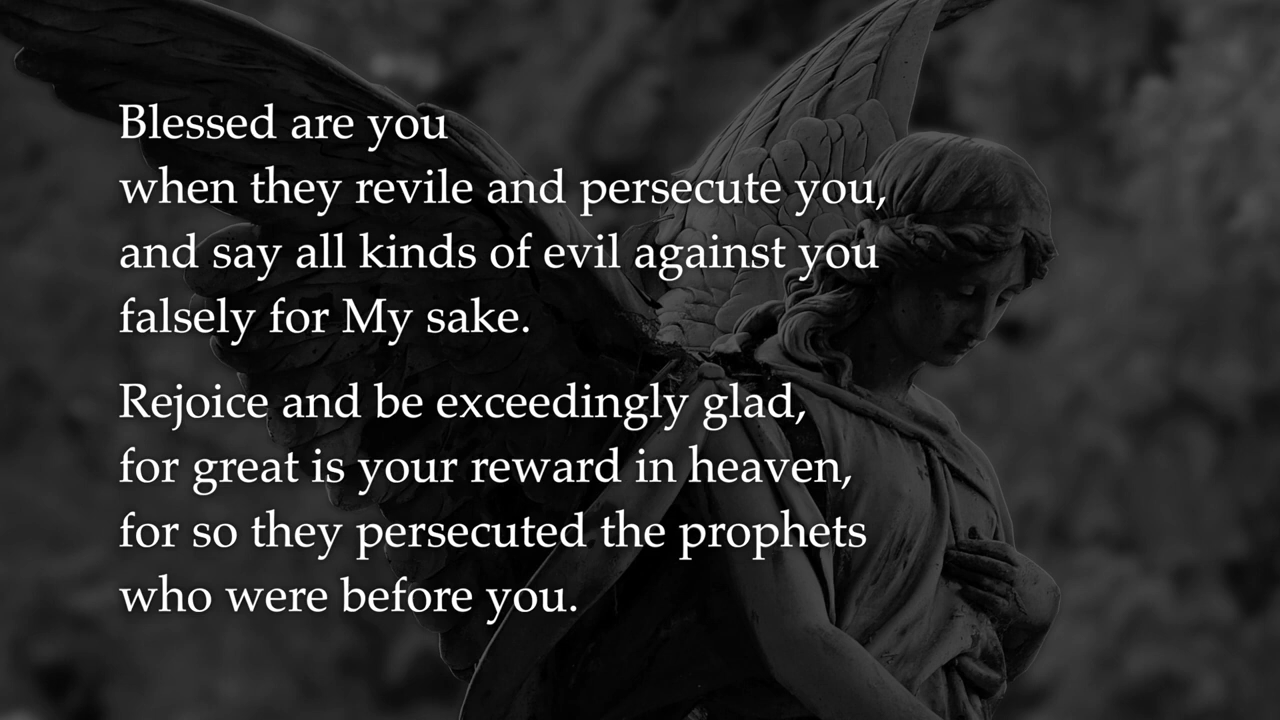 Blessed are you
when they revile and persecute you,
and say all kinds of evil against you
falsely for My sake.
Rejoice and be exceedingly glad,
for great is your reward in heaven,
for so they persecuted the prophets
who were before you.